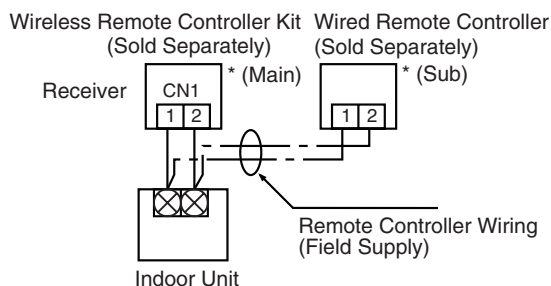 Wireless Remote Controller Kit
(Sold Separately)
Wired Remote Controller
(Sold Separately)
* (Main)
* (Sub)
Receiver
CN1
1 2
1 2
Remote Controller Wiring
(Field Supply)
Indoor Unit